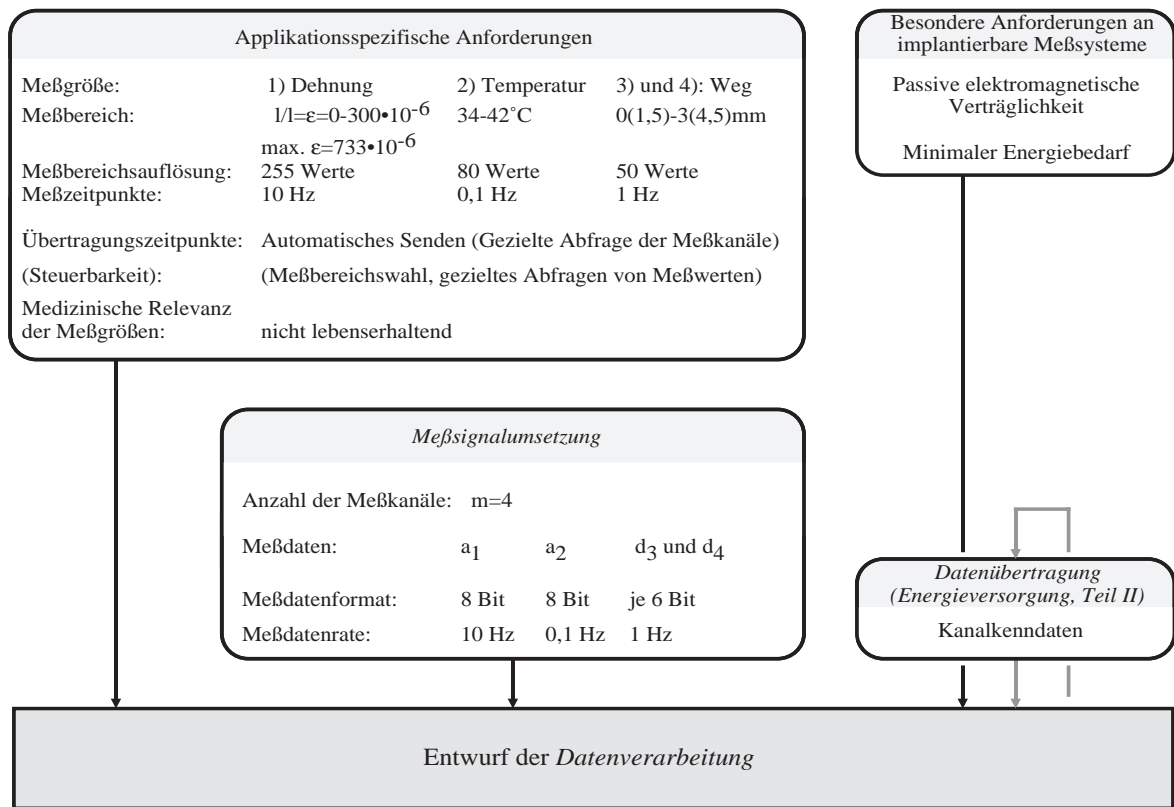 Applikationsspezifische Anforderungen
Meßgröße: 1) Dehnung 2) Temperatur 3) und 4): Weg
Meßbereich: l/l=ε=0-300•10-6 34-42˚C 0(1,5)-3(4,5)mm
max. ε=733•10-6
Meßbereichsauflösung: 255 Werte 80 Werte 50 Werte
Meßzeitpunkte: 10 Hz 0,1 Hz 1 Hz
Übertragungszeitpunkte: Automatisches Senden (Gezielte Abfrage der Meßkanäle)
(Steuerbarkeit): (Meßbereichswahl, gezieltes Abfragen von Meßwerten)
Medizinische Relevanz
der Meßgrößen: nicht lebenserhaltend
Besondere Anforderungen an
implantierbare Meßsysteme
Passive elektromagnetische
Verträglichkeit
Minimaler Energiebedarf
Meßsignalumsetzung
Anzahl der Meßkanäle: m=4
Meßdaten: a1 a2 d3 und d4
Meßdatenformat: 8 Bit 8 Bit je 6 Bit
Meßdatenrate: 10 Hz 0,1 Hz 1 Hz
Datenübertragung
(Energieversorgung, Teil II)
Kanalkenndaten
Entwurf der Datenverarbeitung